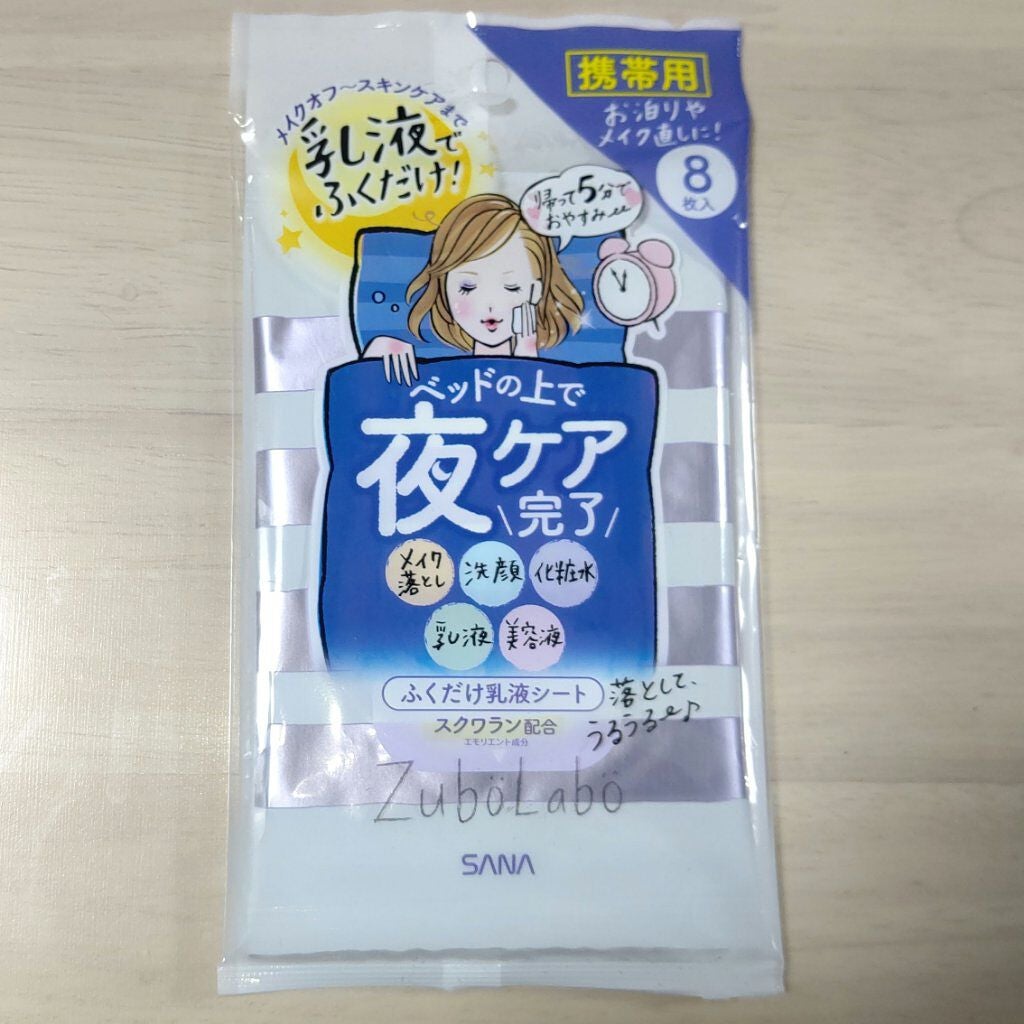 携帯用
お泊りや
メイク直しに!
8
枚入
メイクオフ~スキンケアまで
乳液で
ふくだけ!
帰って5分で
おやすみ
ベッドの上で
夜ケア
完了
メイク
落とし
洗顔
化粧水
乳液
美容液
ふくだけ乳液シート
落として、
うるうる♪
スクワラン配合
エモリエント成分
ZuböLabö
SANA